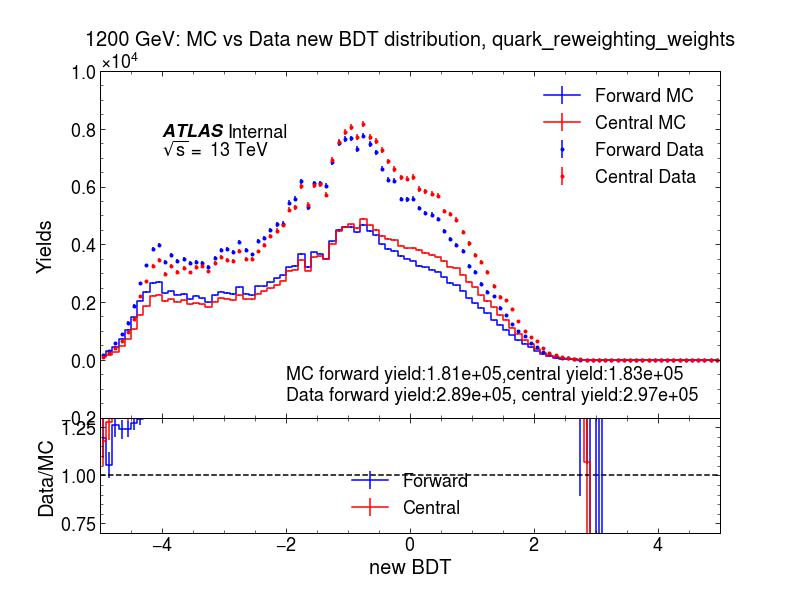 1200 GeV: MC vs Data new BDT distribution, quark_reweighting_weights
×10⁴
1.0
0.8
0.6
0.4
0.2
0.0
0.2
Yields
ATLAS Internal
√s = 13 TeV
Forward MC
Central MC
Forward Data
Central Data
MC forward yield:1.81e+05,central yield:1.83e+05
Data forward yield:2.89e+05, central yield:2.97e+05
1.25
1.00
0.75
Data/MC
Forward
Central
−4 −2 0 2 4
new BDT